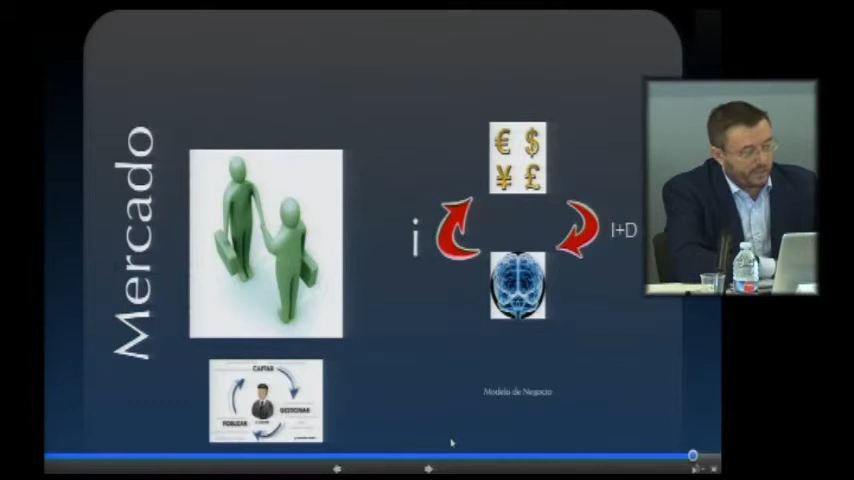 Mercado
€ $
¥ £
i
I+D
CAPTAR
GESTIONAR
FIDELIZAR
Modelo de Negocio